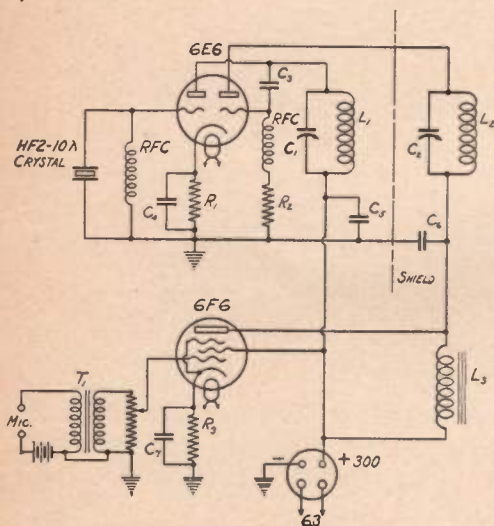 6E6
C3
L1
L2
HF2-10λ
CRYSTAL
RFC
RFC
C1
C2
C4
R1
R2
C5
C6
SHIELD
6F6
T1
MIC.
C7
R3
L3
+300
-
63